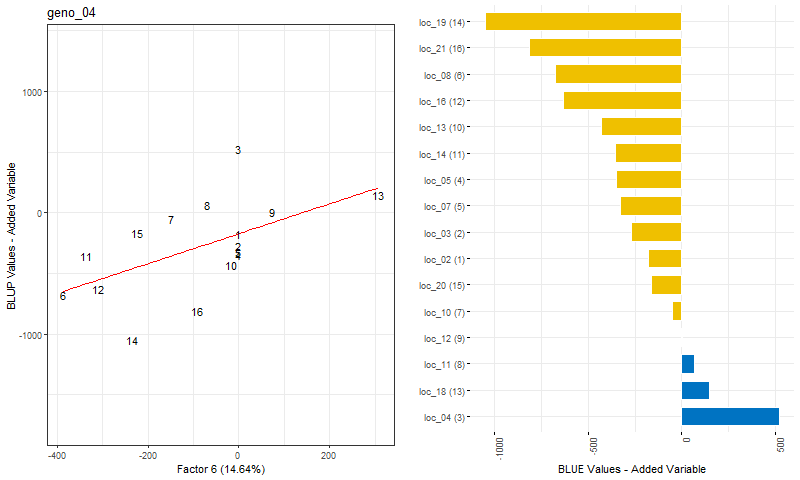 geno_04
BLUP Values - Added Variable
1000
0
-1000
3
13
8
9
7
15
1
2
5
4
10
11
6
12
16
14
-400
-200
0
200
Factor 6 (14.64%)
loc_19 (14)
loc_21 (16)
loc_08 (6)
loc_16 (12)
loc_13 (10)
loc_14 (11)
loc_05 (4)
loc_07 (5)
loc_03 (2)
loc_02 (1)
loc_20 (15)
loc_10 (7)
loc_12 (9)
loc_11 (8)
loc_18 (13)
loc_04 (3)
-1000
-500
0
500
BLUE Values - Added Variable